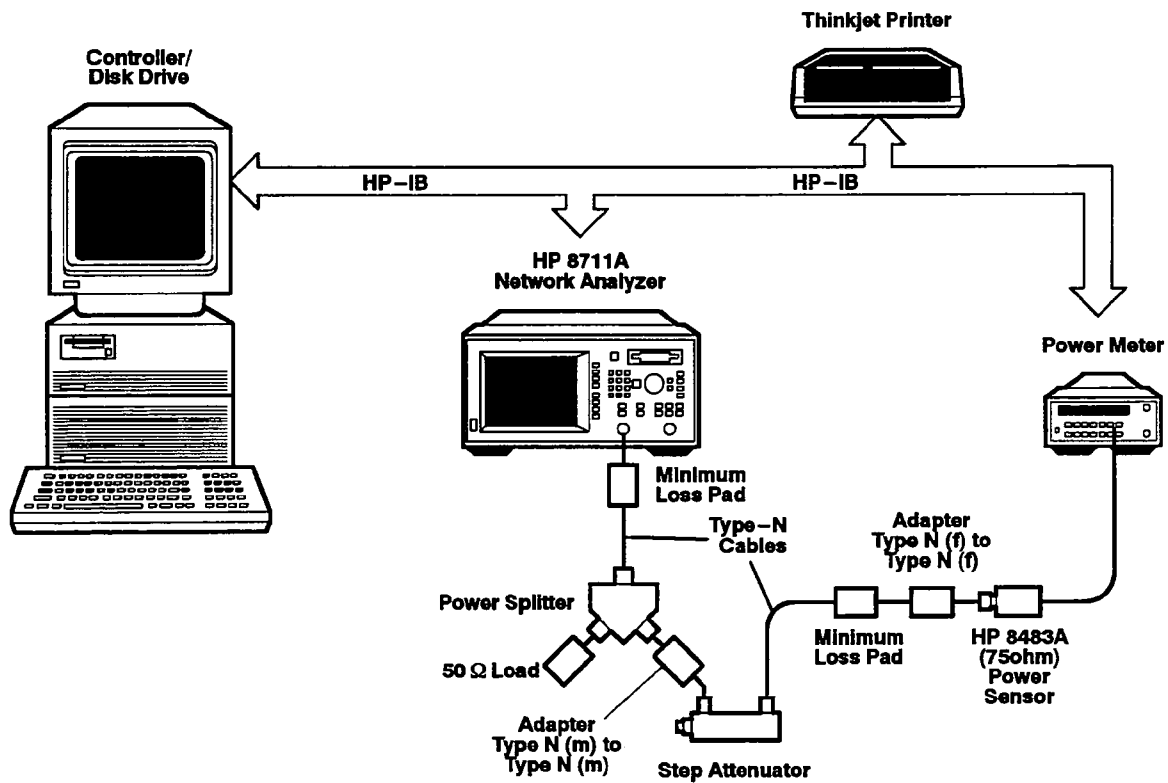 Thinkjet Printer
Controller/
Disk Drive
HP-IB
HP-IB
HP 8711A
Network Analyzer
Power Meter
Minimum
Loss Pad
Type-N
Cables
Adapter
Type N (f) to
Type N (f)
Power Splitter
Minimum
Loss Pad
HP 8483A
(75ohm)
Power
Sensor
50 Ω Load
Adapter
Type N (m) to
Type N (m)
Step Attenuator